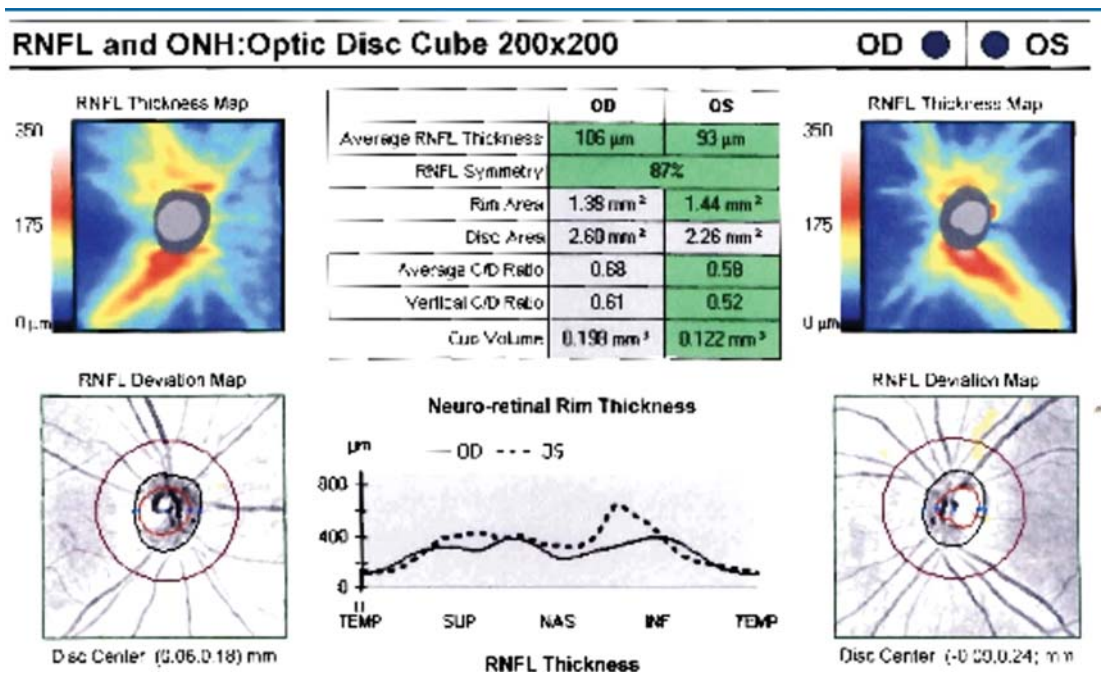 RNFL and ONH:Optic Disc Cube 200x200 OD OS
RNFL Thickness Map
350
175
0 µm
OD OS
Average RNFL Thickness 106 µm 93 µm
RNFL Symmetry 87%
Rim Area 1.38 mm² 1.44 mm²
Disc Area 2.60 mm² 2.26 mm²
Average C/D Ratio 0.68 0.58
Vertical C/D Ratio 0.61 0.52
Cup Volume 0.198 mm³ 0.122 mm³
RNFL Thickness Map
350
175
0 µm
RNFL Deviation Map
Disc Center (0.06,0.18) mm
Neuro-retinal Rim Thickness
µm OD OS
800
400
0
TEMP SUP NAS INF TEMP
RNFL Thickness
RNFL Deviation Map
Disc Center mm